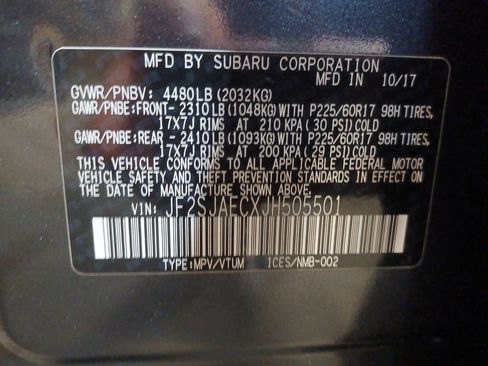 MFD BY SUBARU CORPORATION
MFD IN 10/17
GVWR/PNBV: 4480LB(2032KG)
GAWR/PNBE:FRONT-2310LB(1048KG)WITH P225/60R17 98H TIRES,
17X7J RIMS AT 210 KPA(30 PSI)COLD
GAWR/PNBE:REAR -2410LB(1093KG)WITH P225/60R17 98H TIRES,
17X7J RIMS AT 200 KPA(29 PSI)COLD
THIS VEHICLE CONFORMS TO ALL APPLICABLE FEDERAL MOTOR
VEHICLE SAFETY AND THEFT PREVENTION STANDARDS IN EFFECT ON
THE DATE OF MANUFACTURE SHOWN ABOVE.
VIN: JF2SJAECXJH505501
TYPE:MPV/VTUM ICES/NMB-002